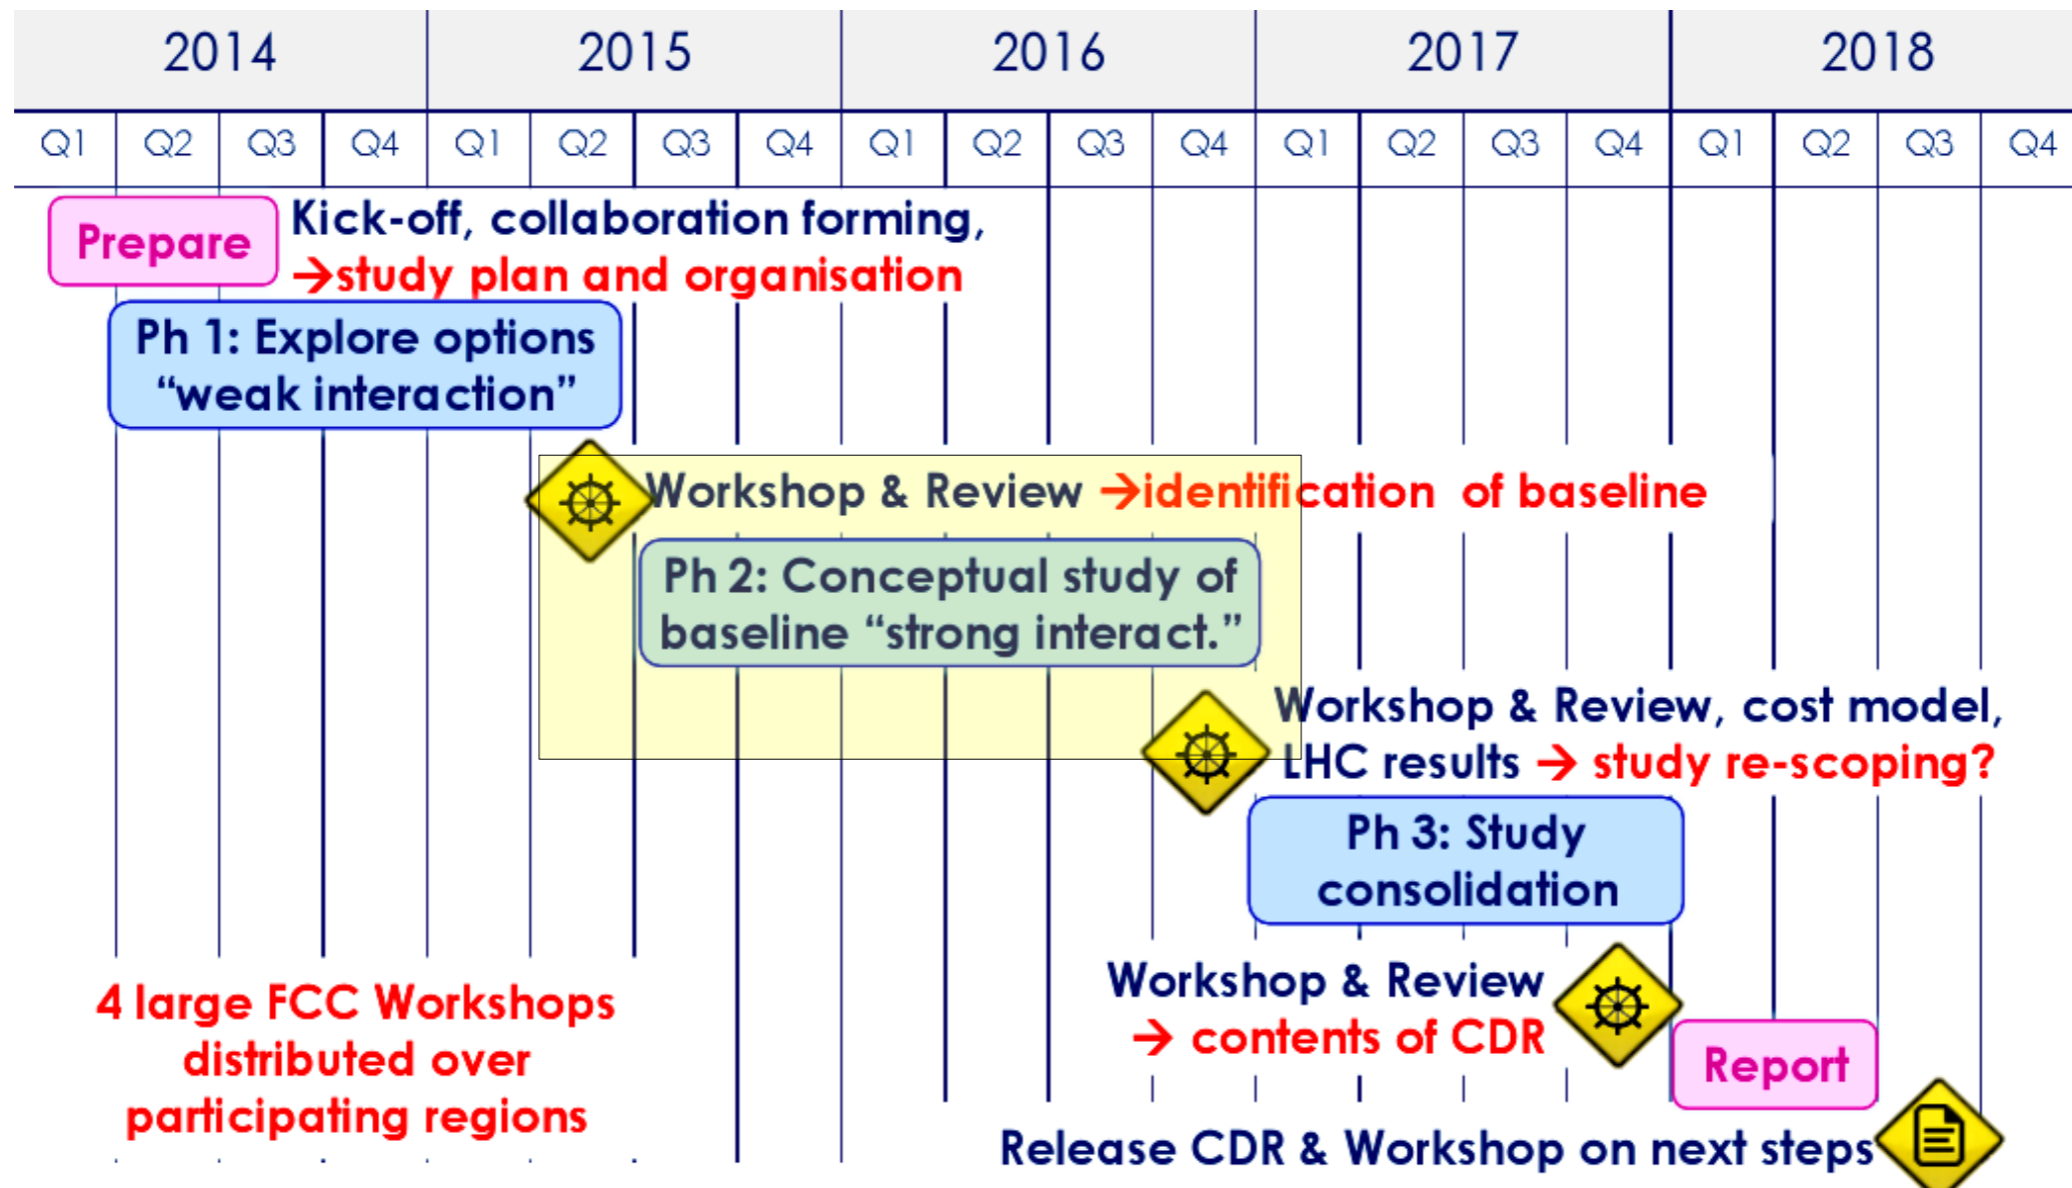 2014 2015 2016 2017 2018
Q1 Q2 Q3 Q4 Q1 Q2 Q3 Q4 Q1 Q2 Q3 Q4 Q1 Q2 Q3 Q4 Q1 Q2 Q3 Q4
Prepare
Kick-off, collaboration forming,
→study plan and organisation
Ph 1: Explore options
“weak interaction”
Workshop & Review →identification of baseline
Ph 2: Conceptual study of
baseline “strong interact.”
Workshop & Review, cost model,
LHC results → study re-scoping?
Ph 3: Study
consolidation
Workshop & Review
→ contents of CDR
4 large FCC Workshops
distributed over
participating regions
Report
Release CDR & Workshop on next steps